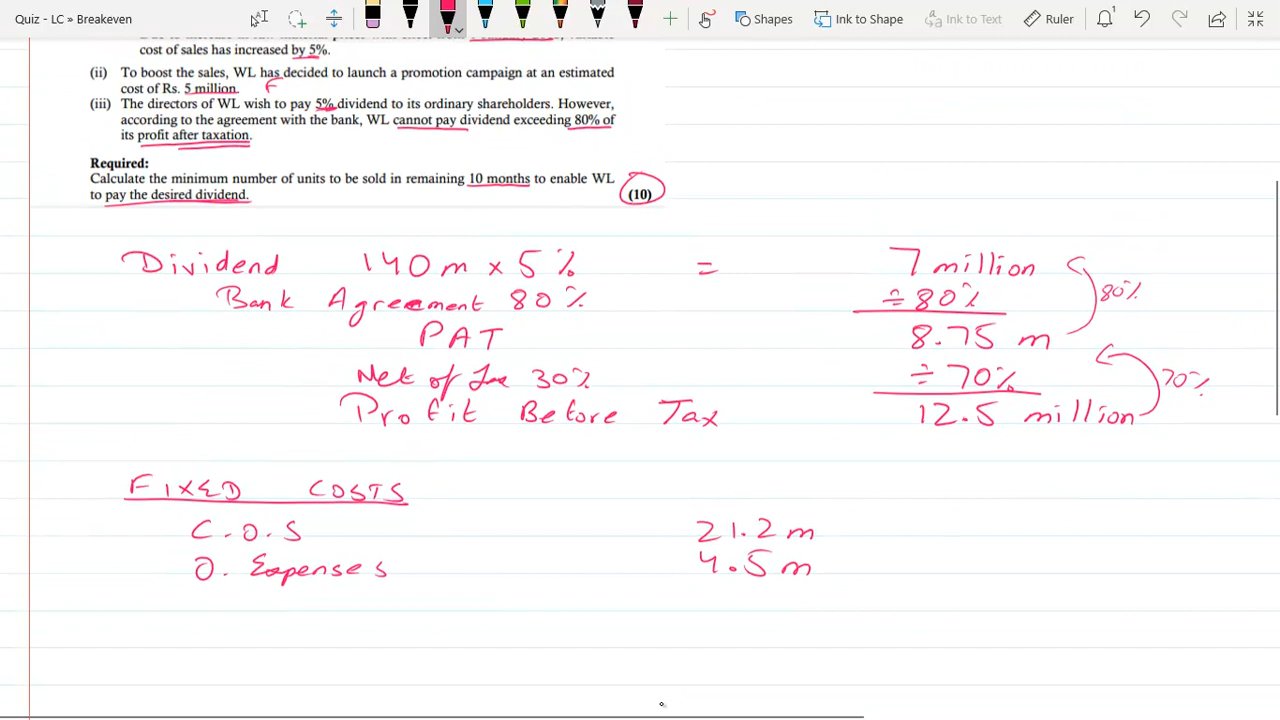 Quiz - LC » Breakeven
Shapes
Ink to Shape
Ink to Text
Ruler
cost of sales has increased by 5%.
(ii) To boost the sales, WL has decided to launch a promotion campaign at an estimated
cost of Rs. 5 million. F
(iii) The directors of WL wish to pay 5% dividend to its ordinary shareholders. However,
according to the agreement with the bank, WL cannot pay dividend exceeding 80% of
its profit after taxation.
Required:
Calculate the minimum number of units to be sold in remaining 10 months to enable WL
to pay the desired dividend. (10)
Dividend 140 m × 5% = 7 million
Bank Agreement 80% ÷ 80% 80%
PAT 8.75 m
Net of Tax 30% ÷ 70% 70%
Profit Before Tax 12.5 million
FIXED COSTS
C.O.S 21.2 m
O. Expenses 4.5 m